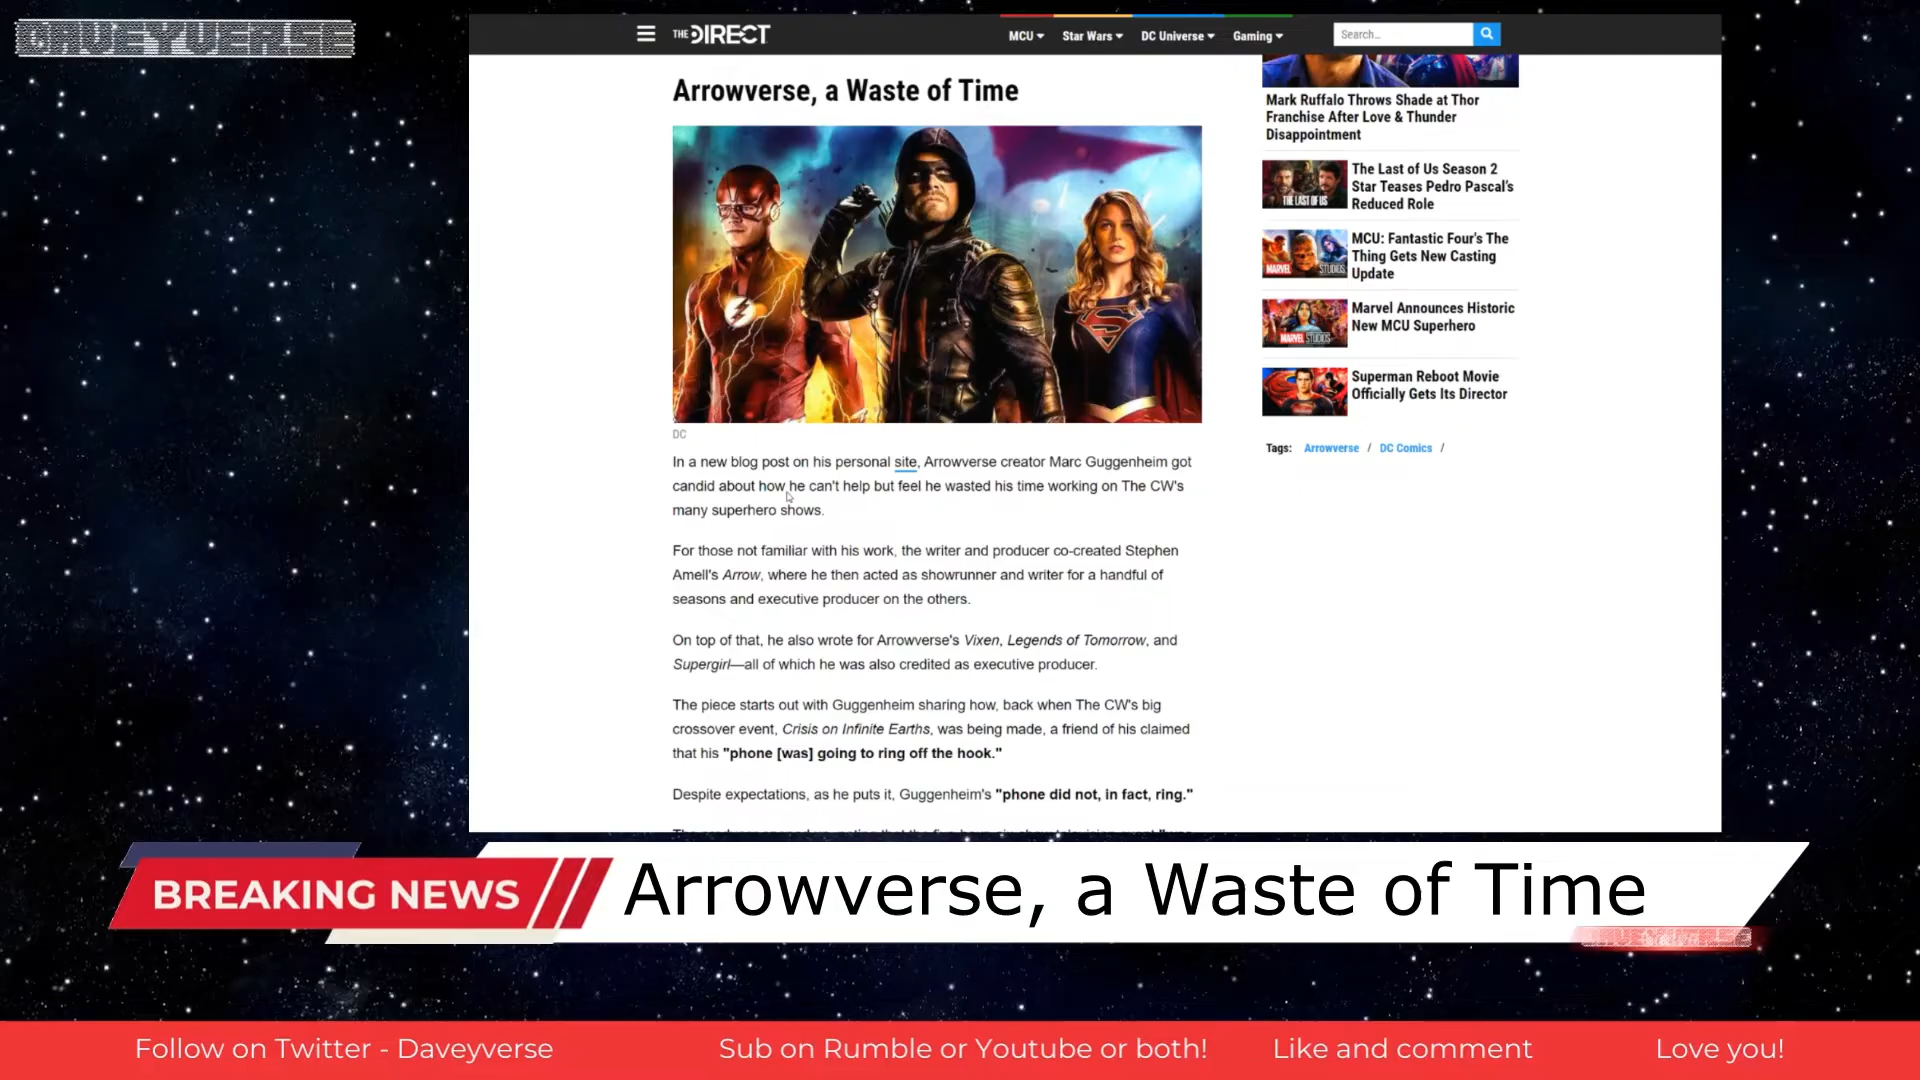 DAVEYVERSE
THE DIRECT
MCU
Star Wars
DC Universe
Gaming
Search...
Arrowverse, a Waste of Time
DC
In a new blog post on his personal site, Arrowverse creator Marc Guggenheim got
candid about how he can't help but feel he wasted his time working on The CW's
many superhero shows.
For those not familiar with his work, the writer and producer co-created Stephen
Amell's Arrow, where he then acted as showrunner and writer for a handful of
seasons and executive producer on the others.
On top of that, he also wrote for Arrowverse's Vixen, Legends of Tomorrow, and
Supergirl—all of which he was also credited as executive producer.
The piece starts out with Guggenheim sharing how, back when The CW's big
crossover event, Crisis on Infinite Earths, was being made, a friend of his claimed
that his "phone [was] going to ring off the hook."
Despite expectations, as he puts it, Guggenheim's "phone did not, in fact, ring."
Mark Ruffalo Throws Shade at Thor
Franchise After Love & Thunder
Disappointment
THE LAST OF US
The Last of Us Season 2
Star Teases Pedro Pascal's
Reduced Role
MARVEL STUDIOS
MCU: Fantastic Four's The
Thing Gets New Casting
Update
MARVEL STUDIOS
Marvel Announces Historic
New MCU Superhero
Superman Reboot Movie
Officially Gets Its Director
Tags: Arrowverse / DC Comics /
BREAKING NEWS
Arrowverse, a Waste of Time
DAVEYVERSE
Follow on Twitter - Daveyverse
Sub on Rumble or Youtube or both!
Like and comment
Love you!